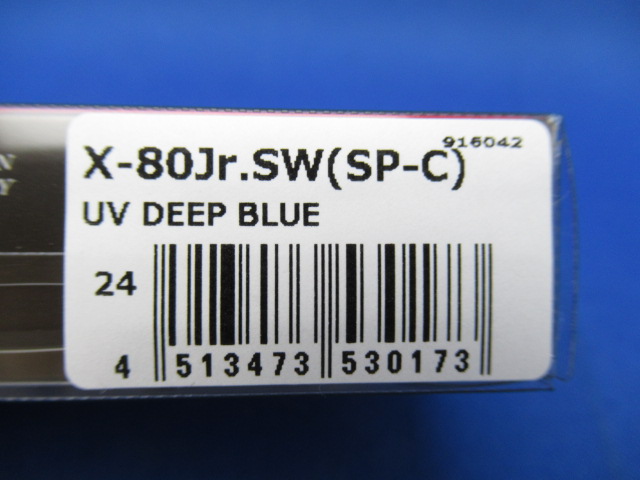 N
Y
916042
X-80Jr.SW(SP-C)
UV DEEP BLUE
24
4 513473 530173